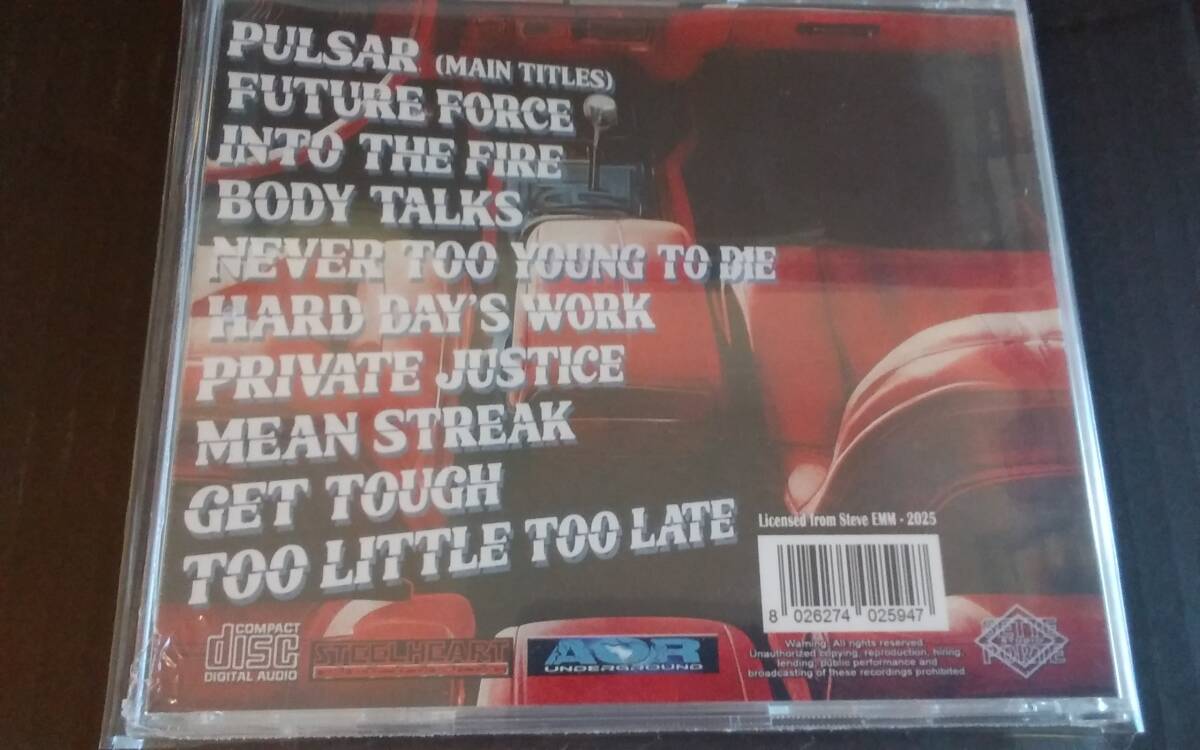 PULSAR (MAIN TITLES)
FUTURE FORCE
INTO THE FIRE
BODY TALKS
NEVER TOO YOUNG TO DIE
HARD DAY'S WORK
PRIVATE JUSTICE
MEAN STREAK
GET TOUGH
TOO LITTLE TOO LATE
Licensed from Steve EMM - 2025
8 026274 025947
COMPACT
disc
DIGITAL AUDIO
STEELHEART
AOR
UNDERGROUND
Warning: All rights reserved.
Unauthorized copying, reproduction, hiring,
lending, public performance and
broadcasting of these recordings prohibited